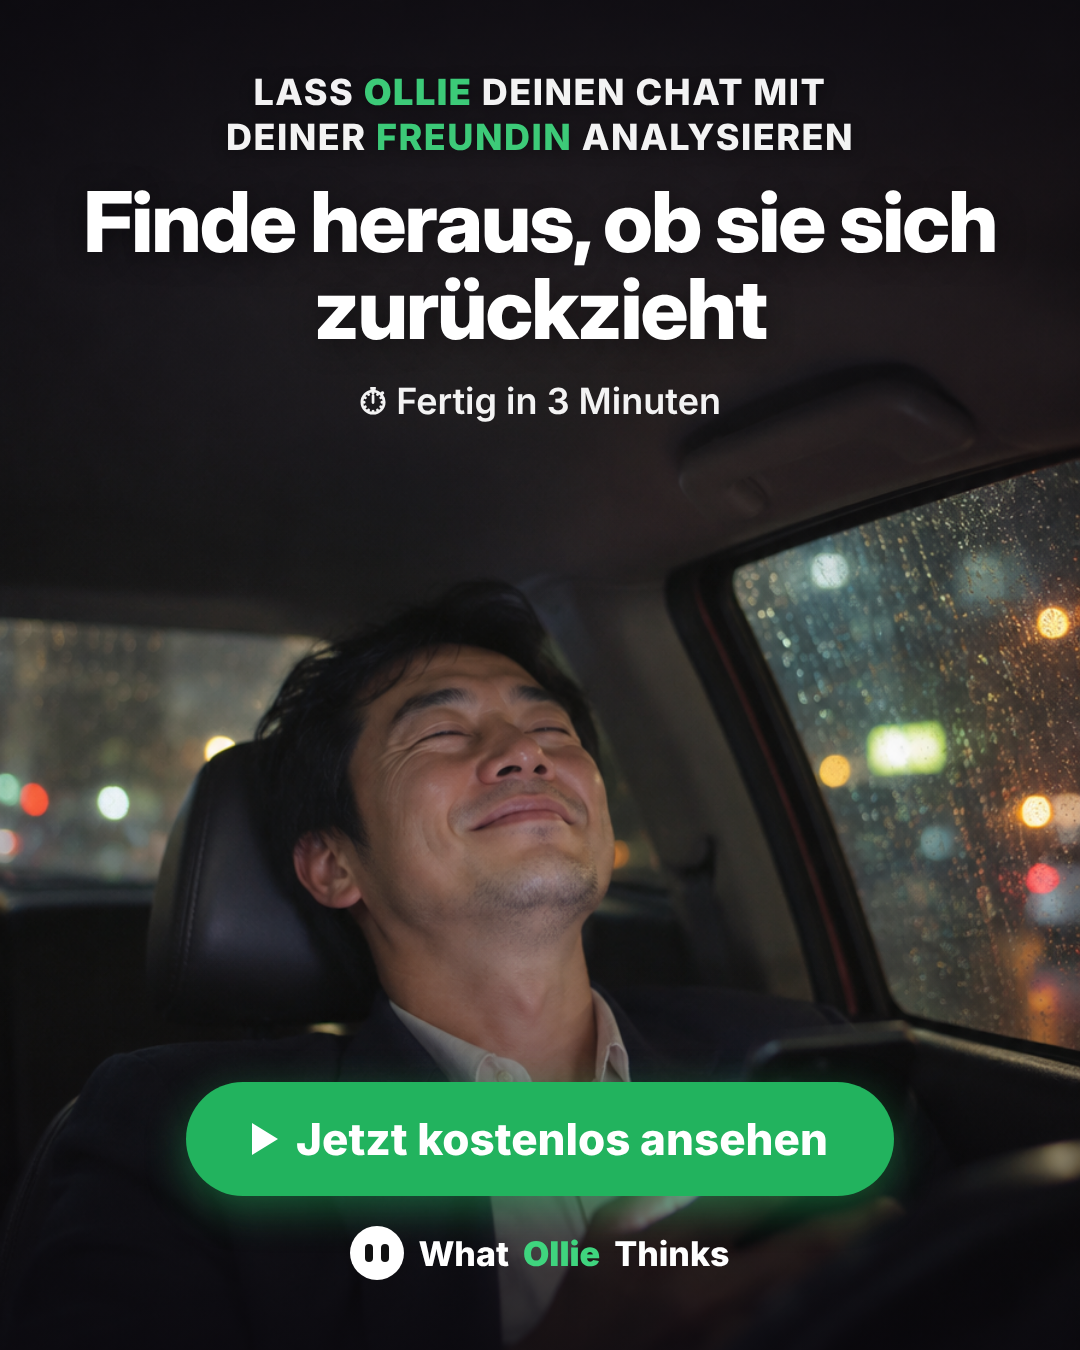 LASS OLLIE DEINEN CHAT MIT
DEINER FREUNDIN ANALYSIEREN
Finde heraus, ob sie sich
zurückzieht
⏱ Fertig in 3 Minuten
▶ Jetzt kostenlos ansehen
What Ollie Thinks